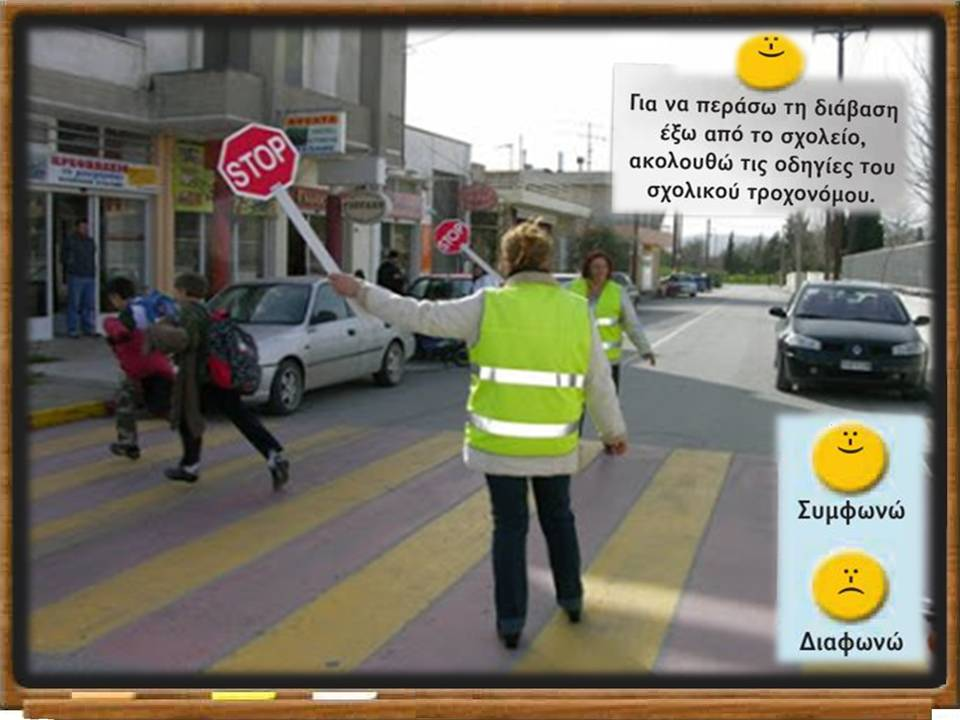 Για να περάσω τη διάβαση
έξω από το σχολείο,
ακολουθώ τις οδηγίες του
σχολικού τροχονόμου.
STOP
STOP
Συμφωνώ
Διαφωνώ